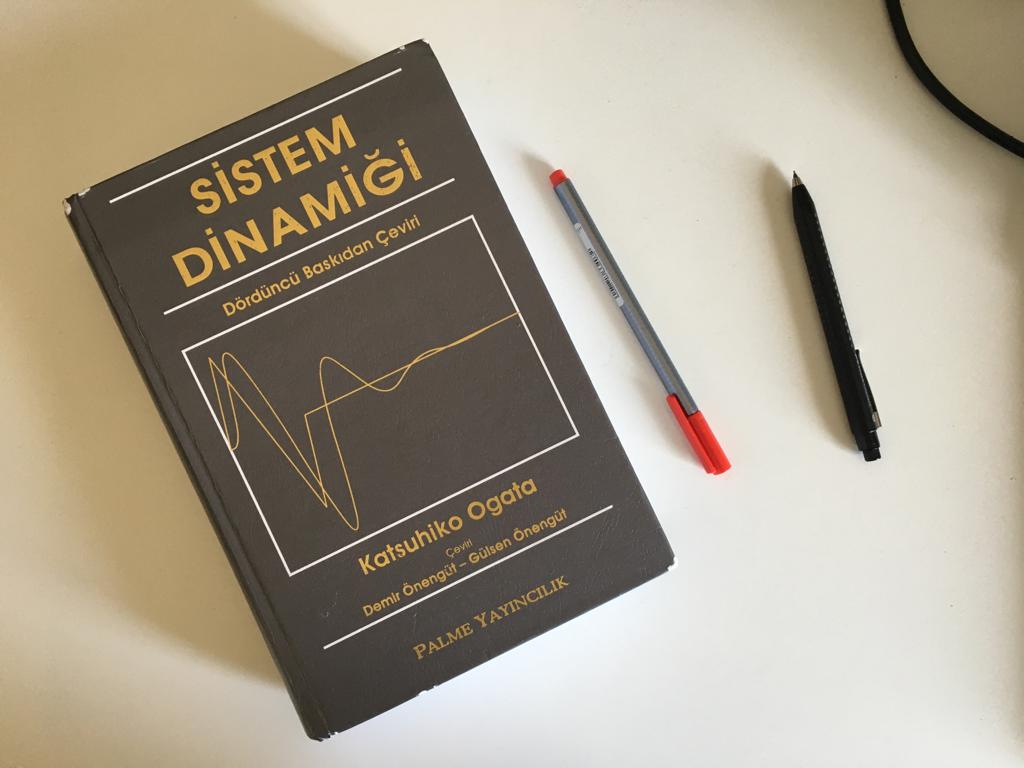 SİSTEM
DİNAMİĞİ
Dördüncü Baskıdan Çeviri
Katsuhiko Ogata
Çeviri
Demir Önengüt – Gülsen Önengüt
PALME YAYINCILIK